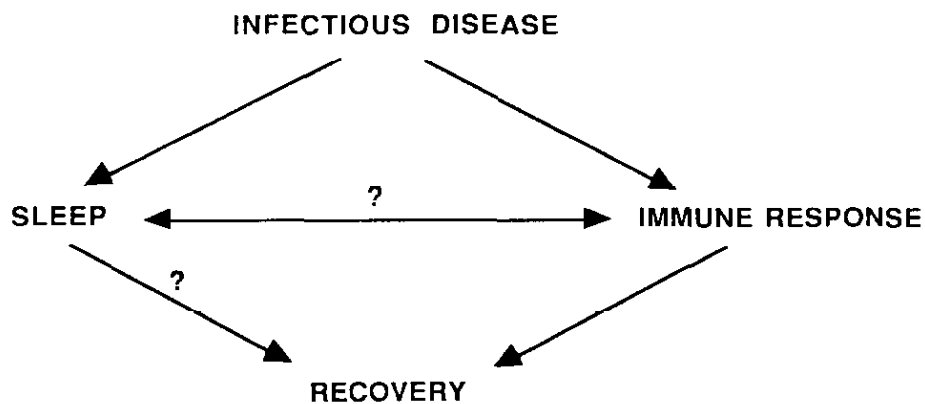 INFECTIOUS DISEASE
?
SLEEP
IMMUNE RESPONSE
?
RECOVERY